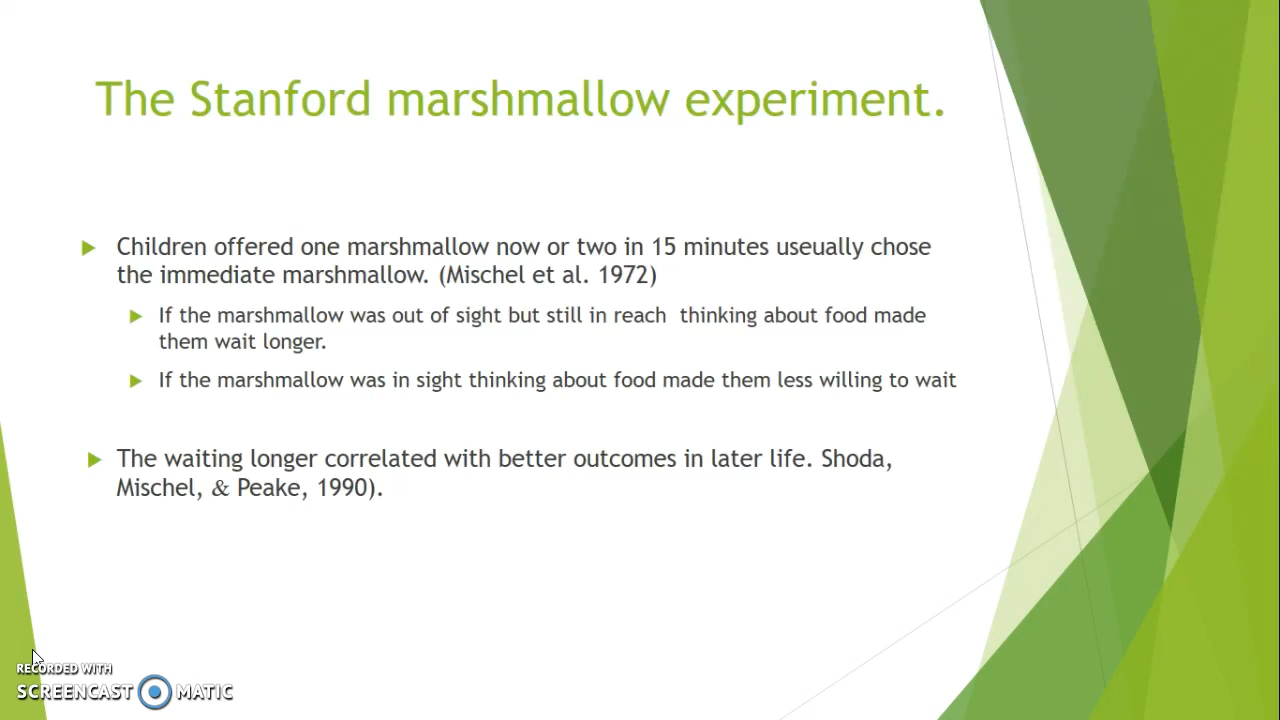 The Stanford marshmallow experiment.
Children offered one marshmallow now or two in 15 minutes useually chose
the immediate marshmallow. (Mischel et al. 1972)
If the marshmallow was out of sight but still in reach  thinking about food made
them wait longer.
If the marshmallow was in sight thinking about food made them less willing to wait
The waiting longer correlated with better outcomes in later life. Shoda,
Mischel, & Peake, 1990).
RECORDED WITH
SCREENCAST MATIC